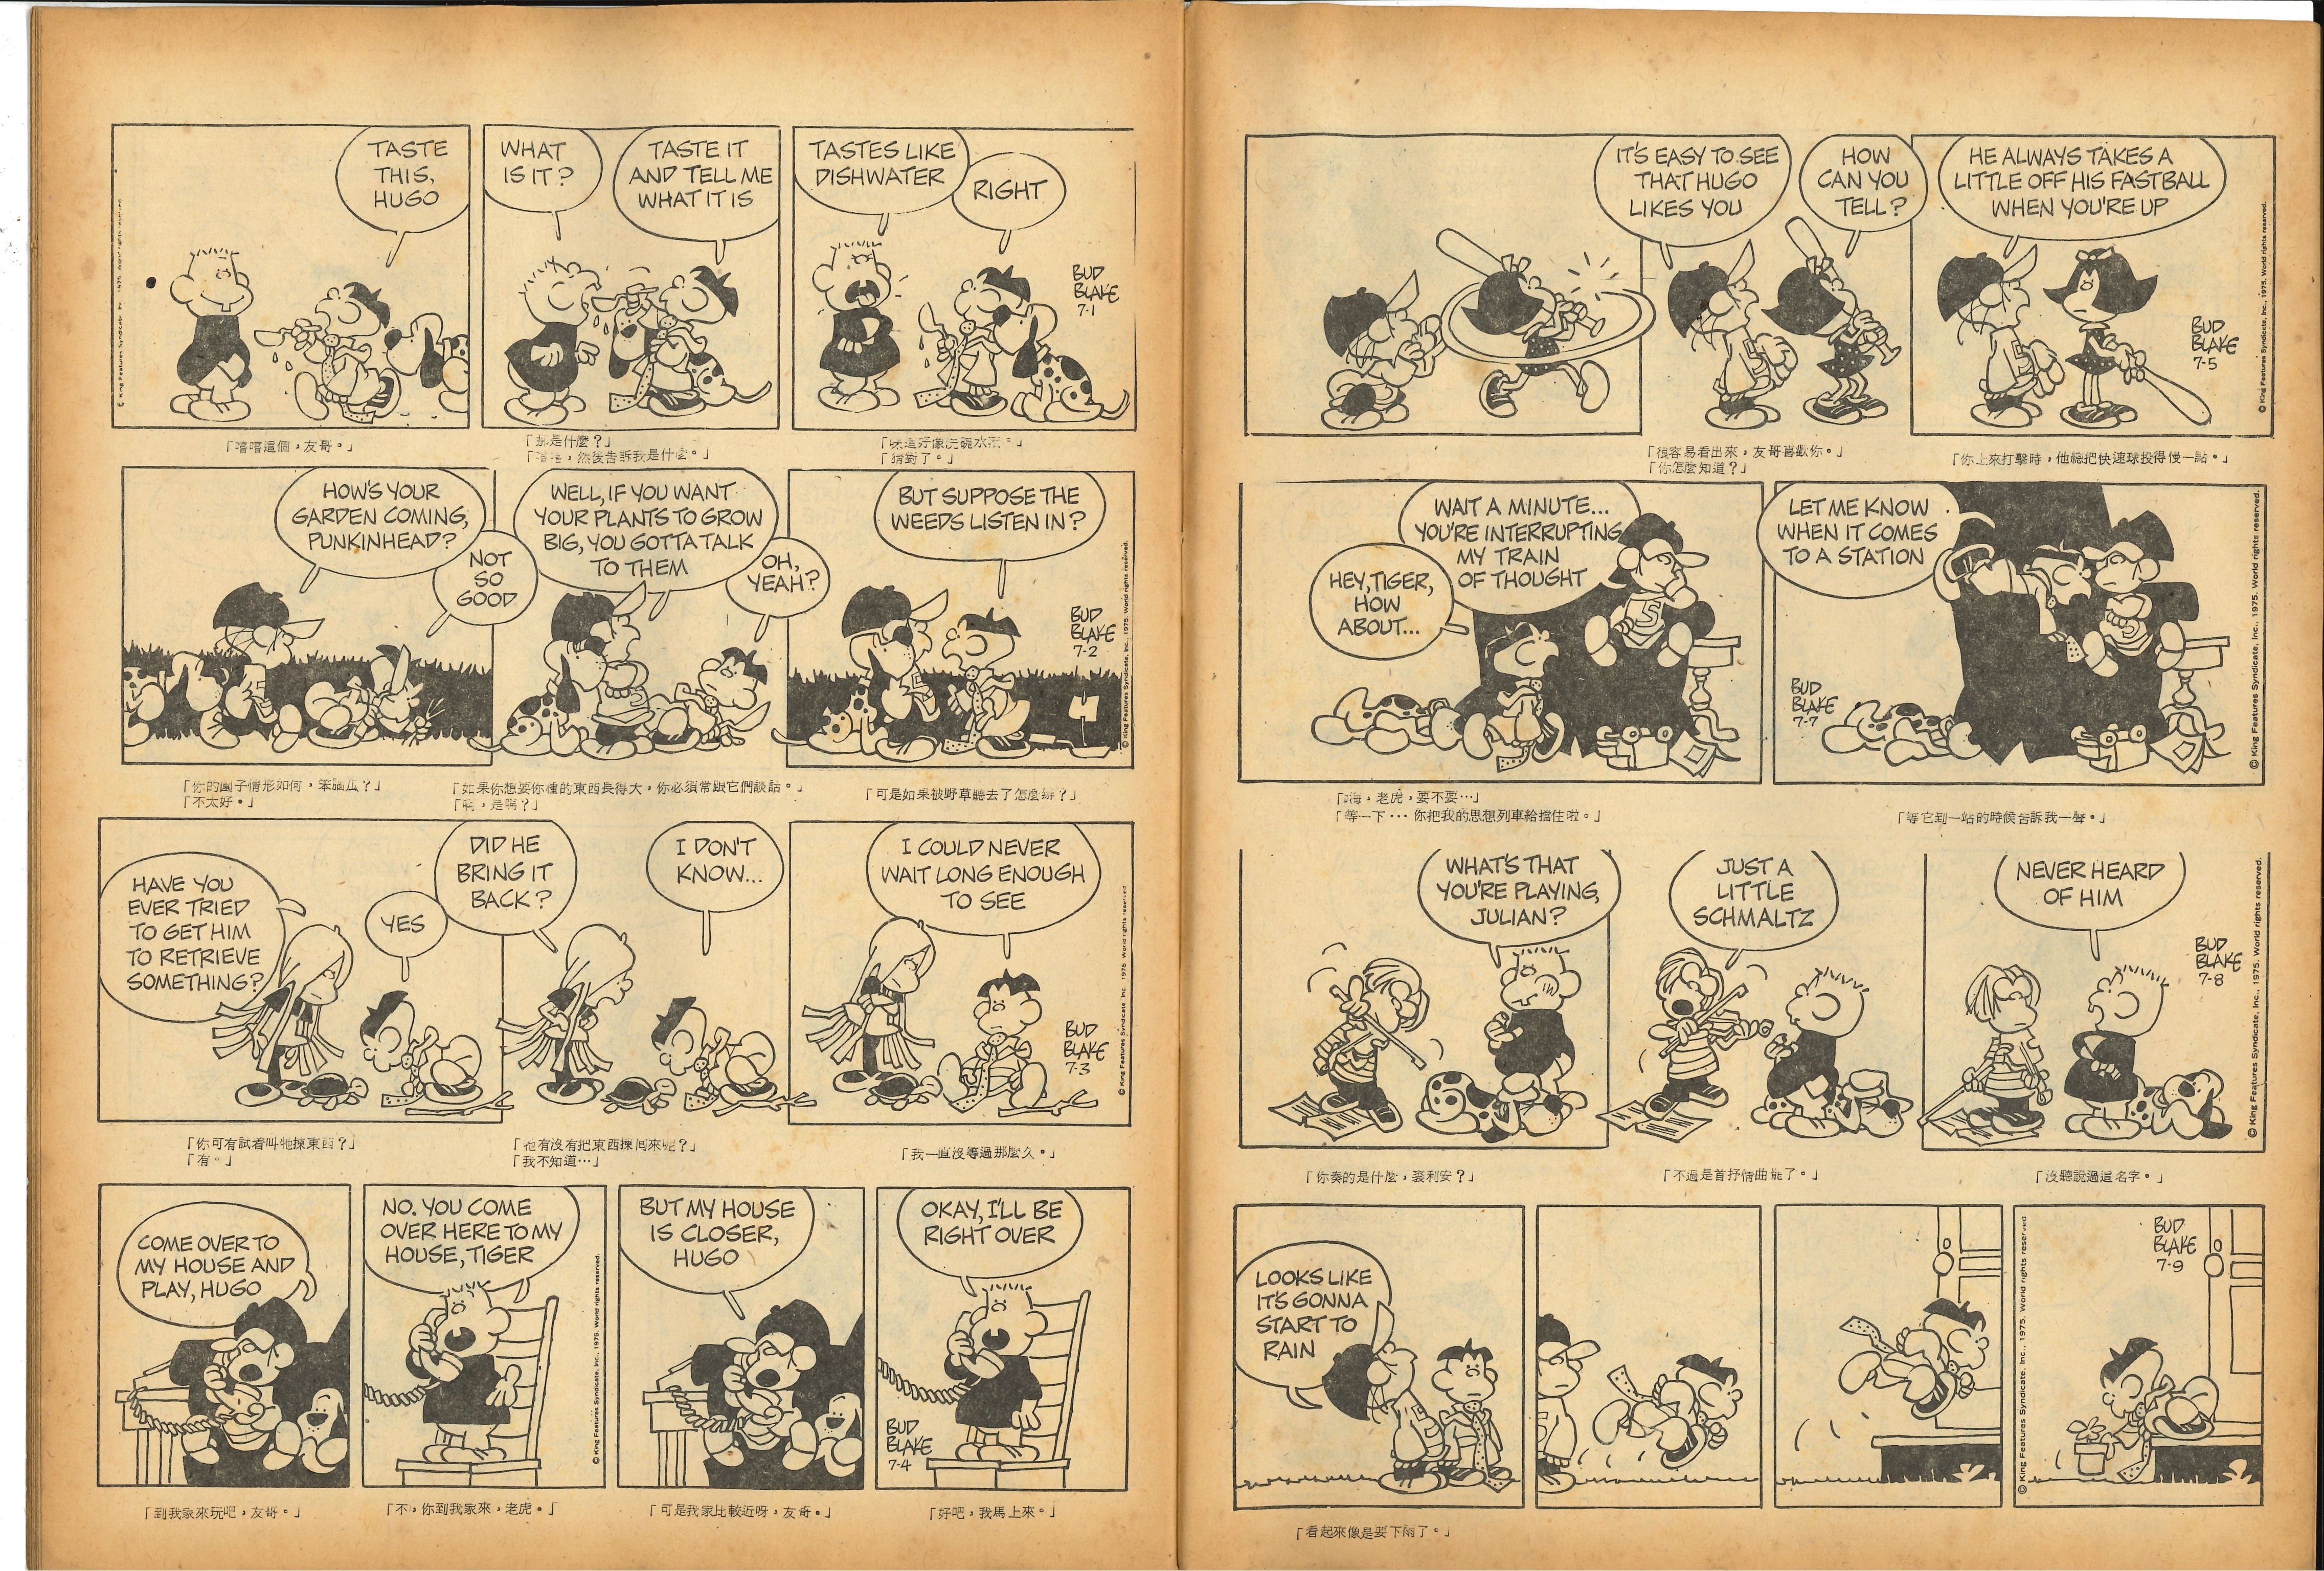 TASTE
THIS,
HUGO
WHAT
IS IT?
TASTE IT
AND TELL ME
WHAT IT IS
TASTES LIKE
DISHWATER
RIGHT
BUD
BLAKE
7-1
「嚐嚐這個，友哥。」
「那是什麼？」
「嚐嚐，然後告訴我是什麼。」
「味道好像洗碗水
「猜對了。」
HOW'S YOUR
GARDEN COMING,
PUNKINHEAD?
NOT
SO
GOOD
WELL, IF YOU WANT
YOUR PLANTS TO GROW
BIG, YOU GOTTA TALK
TO THEM
OH,
YEAH?
BUT SUPPOSE THE
WEEDS LISTEN IN?
BUD
BLAKE
7-2
© King Features Syndicate, Inc., 1975. World rights reserved.
「你的園子情形如何，笨腦瓜？」
「不太好。」
「如果你想要你種的東西長得大，你必須常跟它們談話。
「啊，是嗎？」
「可是如果被野草聽去了怎麼辦？」
HAVE YOU
EVER TRIED
TO GET HIM
TO RETRIEVE
SOMETHING?
YES
DID HE
BRING IT
BACK?
I DON'T
KNOW...
I COULD NEVER
WAIT LONG ENOUGH
TO SEE
BUD
BLAKE
7-3
© King Features Syndicate Inc 1975 World rights reserved
「你可有試着叫牠揀東西？」
「有。」
「牠有沒有把東西揀回來呢？」
「我不知道…」
「我一直沒等過那麼久。」
COME OVER TO
MY HOUSE AND
PLAY, HUGO
NO. YOU COME
OVER HERE TO MY
HOUSE, TIGER
© King Features Syndicate, Inc., 1975. World rights reserved.
BUT MY HOUSE
IS CLOSER,
HUGO
OKAY, I'LL BE
RIGHT OVER
BUD
BLAKE
7-4
「到我家來玩吧，友哥。」
「不，你到我家來，老虎。」
「可是我家比較近呀，友哥。」
「好吧，我馬上來。」
IT'S EASY TO SEE
THAT HUGO
LIKES YOU
HOW
CAN YOU
TELL?
HE ALWAYS TAKES A
LITTLE OFF HIS FASTBALL
WHEN YOU'RE UP
BUD
BLAKE
7-5
© King Features Syndicate, Inc., 1975. World rights reserved.
「很容易看出來，友哥喜歡你。」
「你怎麼知道？」
「你上來打擊時，他總把快速球投得慢一點。」
HEY, TIGER,
HOW
ABOUT...
WAIT A MINUTE...
YOU'RE INTERRUPTING
MY TRAIN
OF THOUGHT
LET ME KNOW
WHEN IT COMES
TO A STATION
BUD
BLAKE
7-7
© King Features Syndicate, Inc., 1975. World rights reserved.
「嗨，老虎，要不要…」
「等一下…你把我的思想列車給擋住啦。」
「等它到一站的時候告訴我一聲。」
WHAT'S THAT
YOU'RE PLAYING,
JULIAN?
JUST A
LITTLE
SCHMALTZ
NEVER HEARD
OF HIM
BUD
BLAKE
7-8
© King Features Syndicate, Inc., 1975. World rights reserved.
「你奏的是什麼，裘利安？」
「不過是首抒情曲罷了。」
「沒聽說過這名字。」
LOOKS LIKE
IT'S GONNA
START TO
RAIN
© King Features Syndicate, Inc., 1975. World rights reserved
BUD
BLAKE
7-9
「看起來像是要下雨了。」